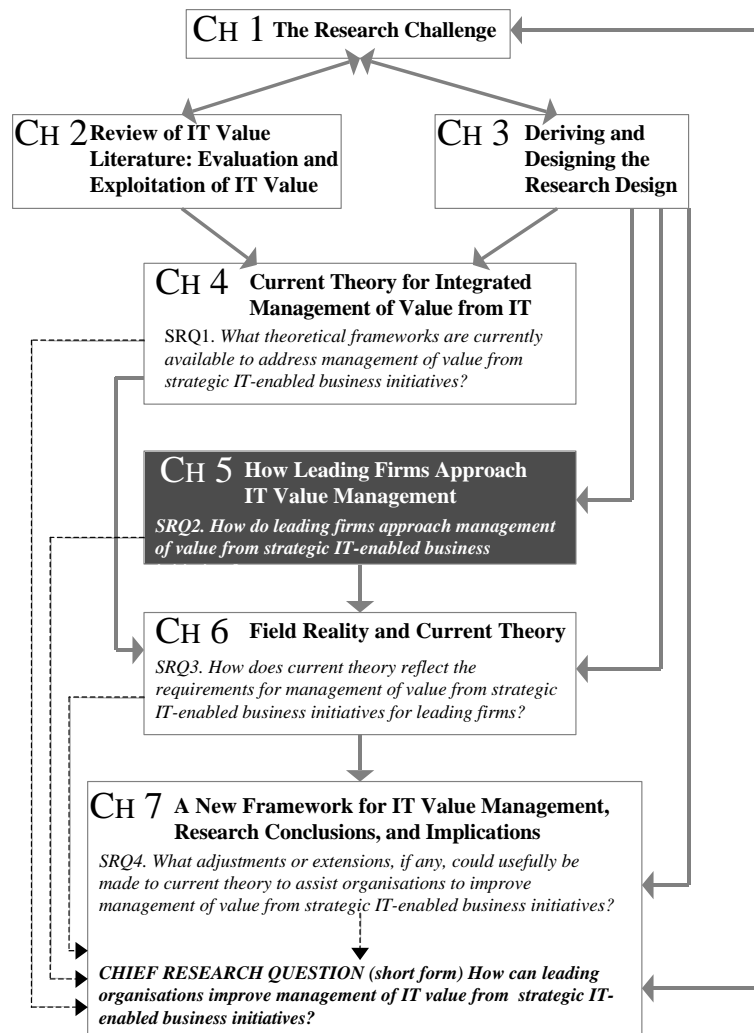 CH 1 The Research Challenge
CH 2 Review of IT Value
Literature: Evaluation and
Exploitation of IT Value
CH 3 Deriving and
Designing the
Research Design
CH 4 Current Theory for Integrated
Management of Value from IT
SRQ1. What theoretical frameworks are currently
available to address management of value from
strategic IT-enabled business initiatives?
CH 5 How Leading Firms Approach
IT Value Management
SRQ2. How do leading firms approach management
of value from strategic IT-enabled business
CH 6 Field Reality and Current Theory
SRQ3. How does current theory reflect the
requirements for management of value from strategic
IT-enabled business initiatives for leading firms?
CH 7 A New Framework for IT Value Management,
Research Conclusions, and Implications
SRQ4. What adjustments or extensions, if any, could usefully be
made to current theory to assist organisations to improve
management of value from strategic IT-enabled business initiatives?
CHIEF RESEARCH QUESTION (short form) How can leading
organisations improve management of IT value from strategic IT-
enabled business initiatives?